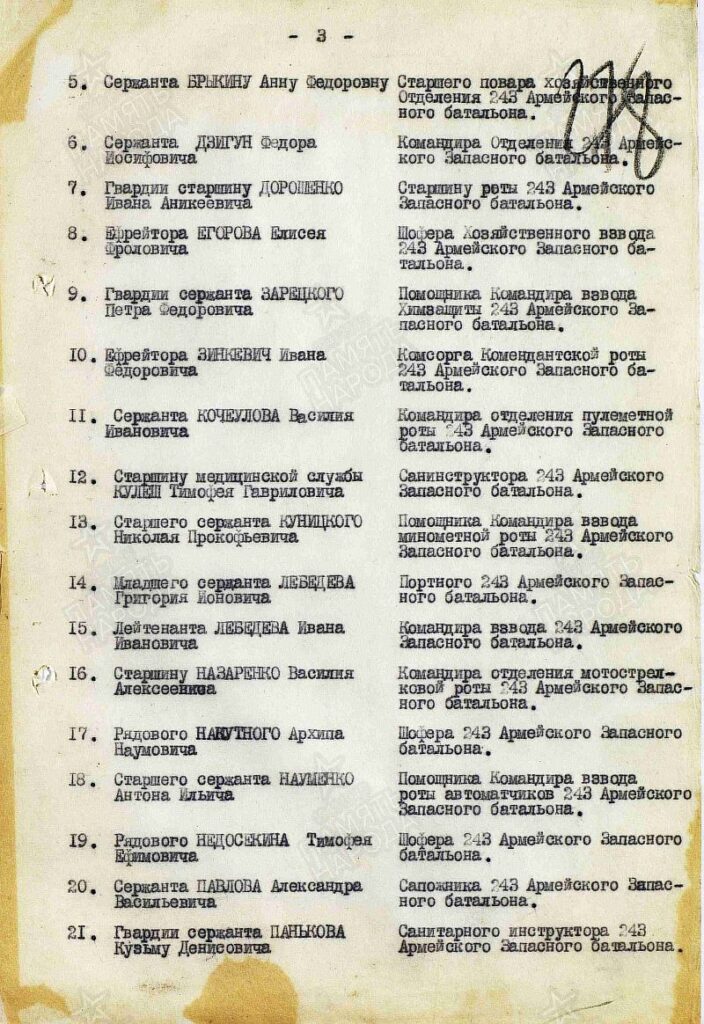 - 3 -
278
5. Сержанта БРЫКИНУ Анну Федоровну Старшего повара хозяйственного
Отделения 243 Армейского Запас-
ного батальона.
6. Сержанта ДЗИГУН Федора Командира Отделения 243 Армейс-
Иосифовича кого Запасного батальона.
7. Гвардии старшину ДОРОШЕНКО Старшину роты 243 Армейского
Ивана Аникеевича Запасного батальона.
8. Ефрейтора ЕГОРОВА Елисея Шофера Хозяйственного взвода
Фроловича 243 Армейского Запасного ба-
тальона.
9. Гвардии сержанта ЗАРЕЦКОГО Помощника Командира взвода
Петра Федоровича Химзащиты 243 Армейского За-
пасного батальона.
10. Ефрейтора ЗИНКЕВИЧ Ивана Комсорга Комендантской роты
Федоровича 243 Армейского Запасного ба-
тальона.
11. Сержанта КОЧЕУЛОВА Василия Командира отделения пулеметной
Ивановича роты 243 Армейского Запасного
батальона.
12. Старшину медицинской службы Санинструктора 243 Армейского
КУЛЕШ Тимофея Гавриловича Запасного батальона.
13. Старшего сержанта КУНИЦКОГО Помощника Командира взвода
Николая Прокофьевича минометной роты 243 Армейского
Запасного батальона.
14. Младшего сержанта ЛЕБЕДЕВА Портного 243 Армейского Запас-
Григория Ионовича ного батальона.
15. Лейтенанта ЛЕБЕДЕВА Ивана Командира взвода 243 Армейского
Ивановича Запасного батальона.
16. Старшину НАЗАРЕНКО Василия Командира отделения мотострел-
Алексеевича ковой роты 243 Армейского Запас-
ного батальона.
17. Рядового НАКУТНОГО Архипа Шофера 243 Армейского Запасного
Наумовича батальона.
18. Старшего сержанта НАУМЕНКО Помощника Командира взвода
Антона Ильича роты автоматчиков 243 Армейского
Запасного батальона.
19. Рядового НЕДОСЕКИНА Тимофея Шофера 243 Армейского Запасного
Ефимовича батальона.
20. Сержанта ПАВЛОВА Александра Сапожника 243 Армейского Запас-
Васильевича ного батальона.
21. Гвардии сержанта ПАНЬКОВА Санитарного инструктора 243
Кузьму Денисовича Армейского Запасного батальона.